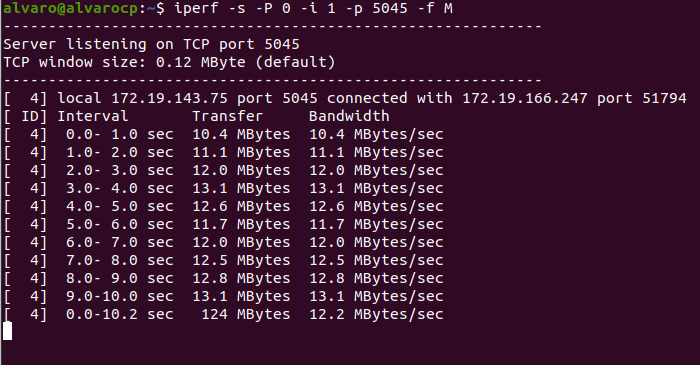 alvaro@alvarocp:~$ iperf -s -P 0 -i 1 -p 5045 -f M
------------------------------------------------------------
Server listening on TCP port 5045
TCP window size: 0.12 MByte (default)
------------------------------------------------------------
[  4] local 172.19.143.75 port 5045 connected with 172.19.166.247 port 51794
[ ID] Interval       Transfer     Bandwidth
[  4]  0.0- 1.0 sec  10.4 MBytes  10.4 MBytes/sec
[  4]  1.0- 2.0 sec  11.1 MBytes  11.1 MBytes/sec
[  4]  2.0- 3.0 sec  12.0 MBytes  12.0 MBytes/sec
[  4]  3.0- 4.0 sec  13.1 MBytes  13.1 MBytes/sec
[  4]  4.0- 5.0 sec  12.6 MBytes  12.6 MBytes/sec
[  4]  5.0- 6.0 sec  11.7 MBytes  11.7 MBytes/sec
[  4]  6.0- 7.0 sec  12.0 MBytes  12.0 MBytes/sec
[  4]  7.0- 8.0 sec  12.5 MBytes  12.5 MBytes/sec
[  4]  8.0- 9.0 sec  12.8 MBytes  12.8 MBytes/sec
[  4]  9.0-10.0 sec  13.1 MBytes  13.1 MBytes/sec
[  4]  0.0-10.2 sec   124 MBytes  12.2 MBytes/sec